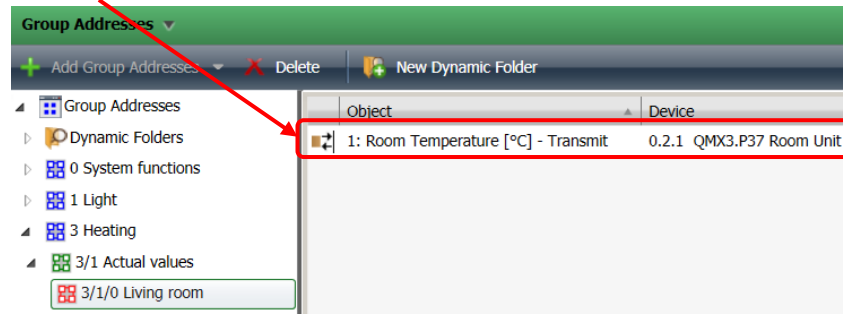 Group Addresses
Add Group Addresses Delete New Dynamic Folder
Group Addresses
Dynamic Folders
0 System functions
1 Light
3 Heating
3/1 Actual values
3/1/0 Living room
Object Device
1: Room Temperature [°C] - Transmit 0.2.1 QMX3.P37 Room Unit